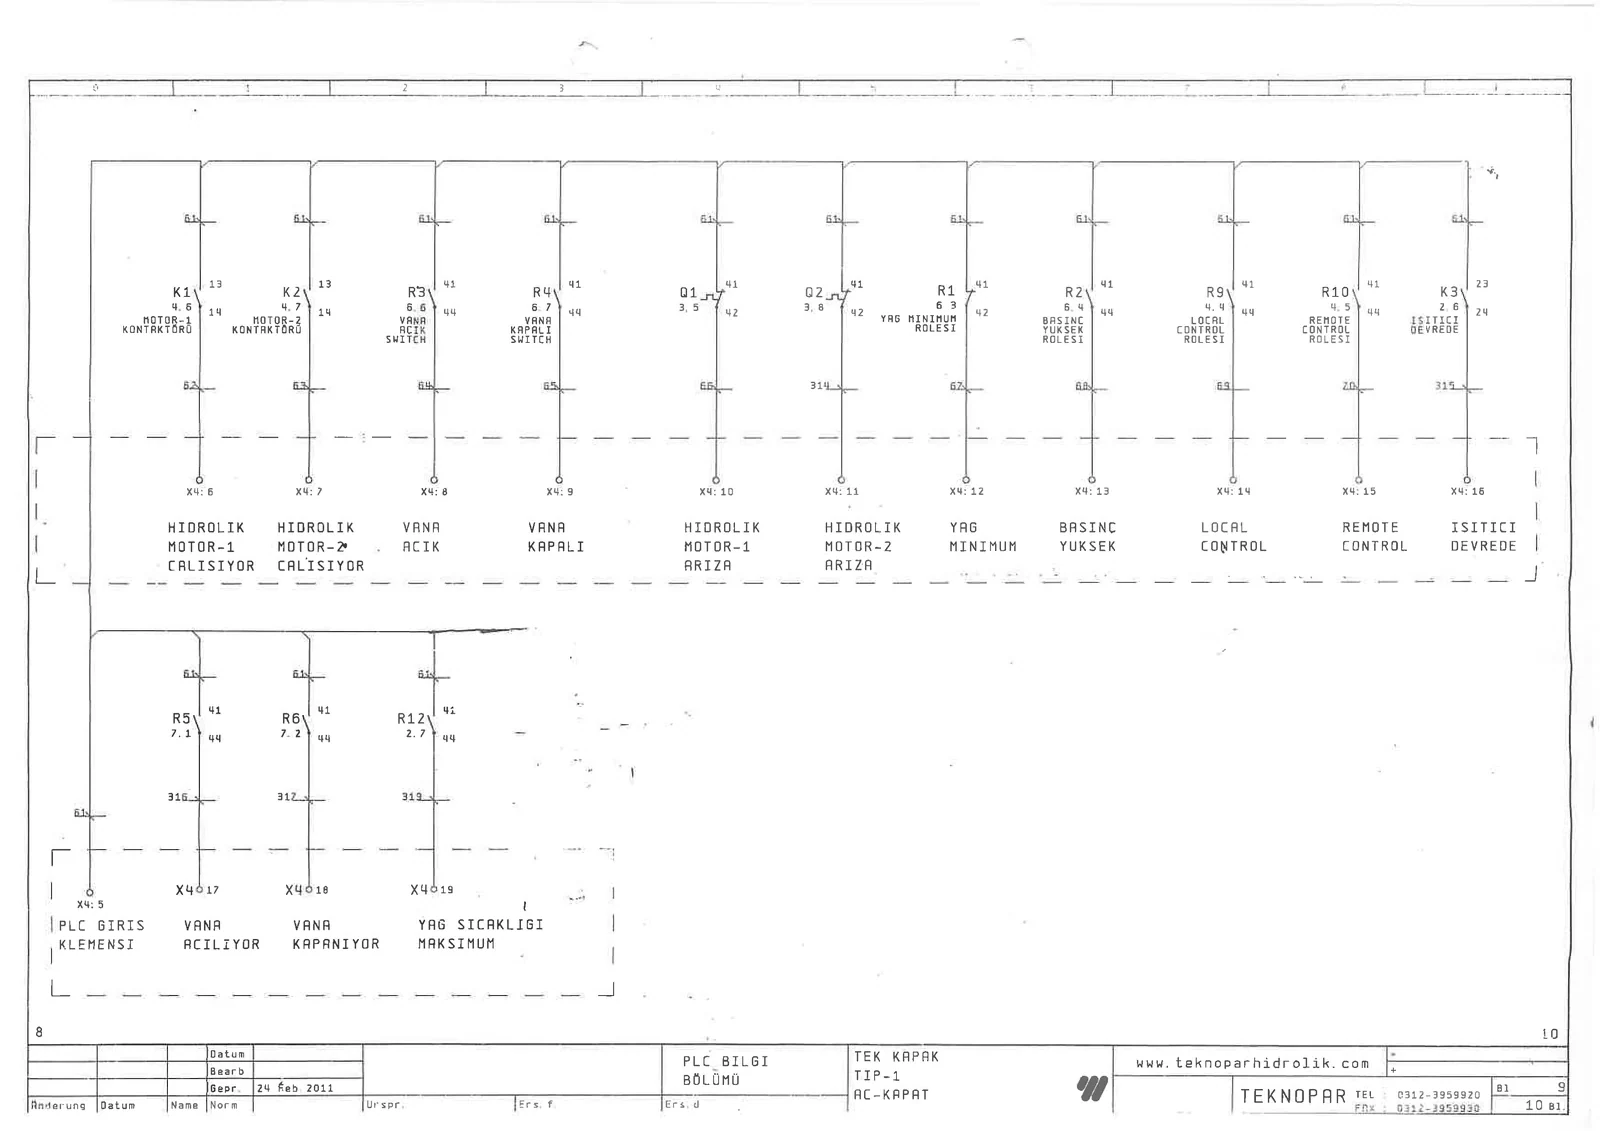 0 1 2 3 4
61 61 61 61 61 61 61 61 61 61 61
K1 13
4.6 14
MOTOR-1
KONTAKTÖRÜ
K2 13
4.7 14
MOTOR-2
KONTAKTÖRÜ
R3 41
6.6 44
VANA
ACIK
SWITCH
R4 41
6.7 44
VANA
KAPALI
SWITCH
Q1 41
3,5 42
Q2 41
3,8 42
R1 41
6 3 42
YAG MINIMUM
ROLESI
R2 41
6,4 44
BASINC
YUKSEK
ROLESI
R9 41
4.4 44
LOCAL
CONTROL
ROLESI
R10 41
4,5 44
REMOTE
CONTROL
ROLESI
K3 23
2,6 24
ISITICI
DEVREDE
62 63 64 65 66 314 67 68 69 70 315
X4:6 X4:7 X4:8 X4:9 X4:10 X4:11 X4:12 X4:13 X4:14 X4:15 X4:16
HIDROLIK
MOTOR-1
CALISIYOR
HIDROLIK
MOTOR-2
CALISIYOR
VANA
ACIK
VANA
KAPALI
HIDROLIK
MOTOR-1
ARIZA
HIDROLIK
MOTOR-2
ARIZA
YAG
MINIMUM
BASINC
YUKSEK
LOCAL
CONTROL
REMOTE
CONTROL
ISITICI
DEVREDE
61 61 61
R5 41
7.1 44
R6 41
7.2 44
R12 41
2.7 44
61 316 317 319
X4:5 X4 17 X4 18 X4 19
PLC GIRIS
KLEMENSI
VANA
ACILIYOR
VANA
KAPANIYOR
YAG SICAKLIGI
MAKSIMUM
8 10
Datum
Bearb
Gepr. 24 Feb 2011
Änderung Datum Name Norm Urspr. Ers. f. Ers. d
PLC BILGI
BÖLÜMÜ
TEK KAPAK
TIP-1
AC-KAPAT
www.teknoparhidrolik.com
=
+
TEKNOPAR TEL : 0312-3959920
FAX : 0312-3959930
Bl 9
10 Bl.